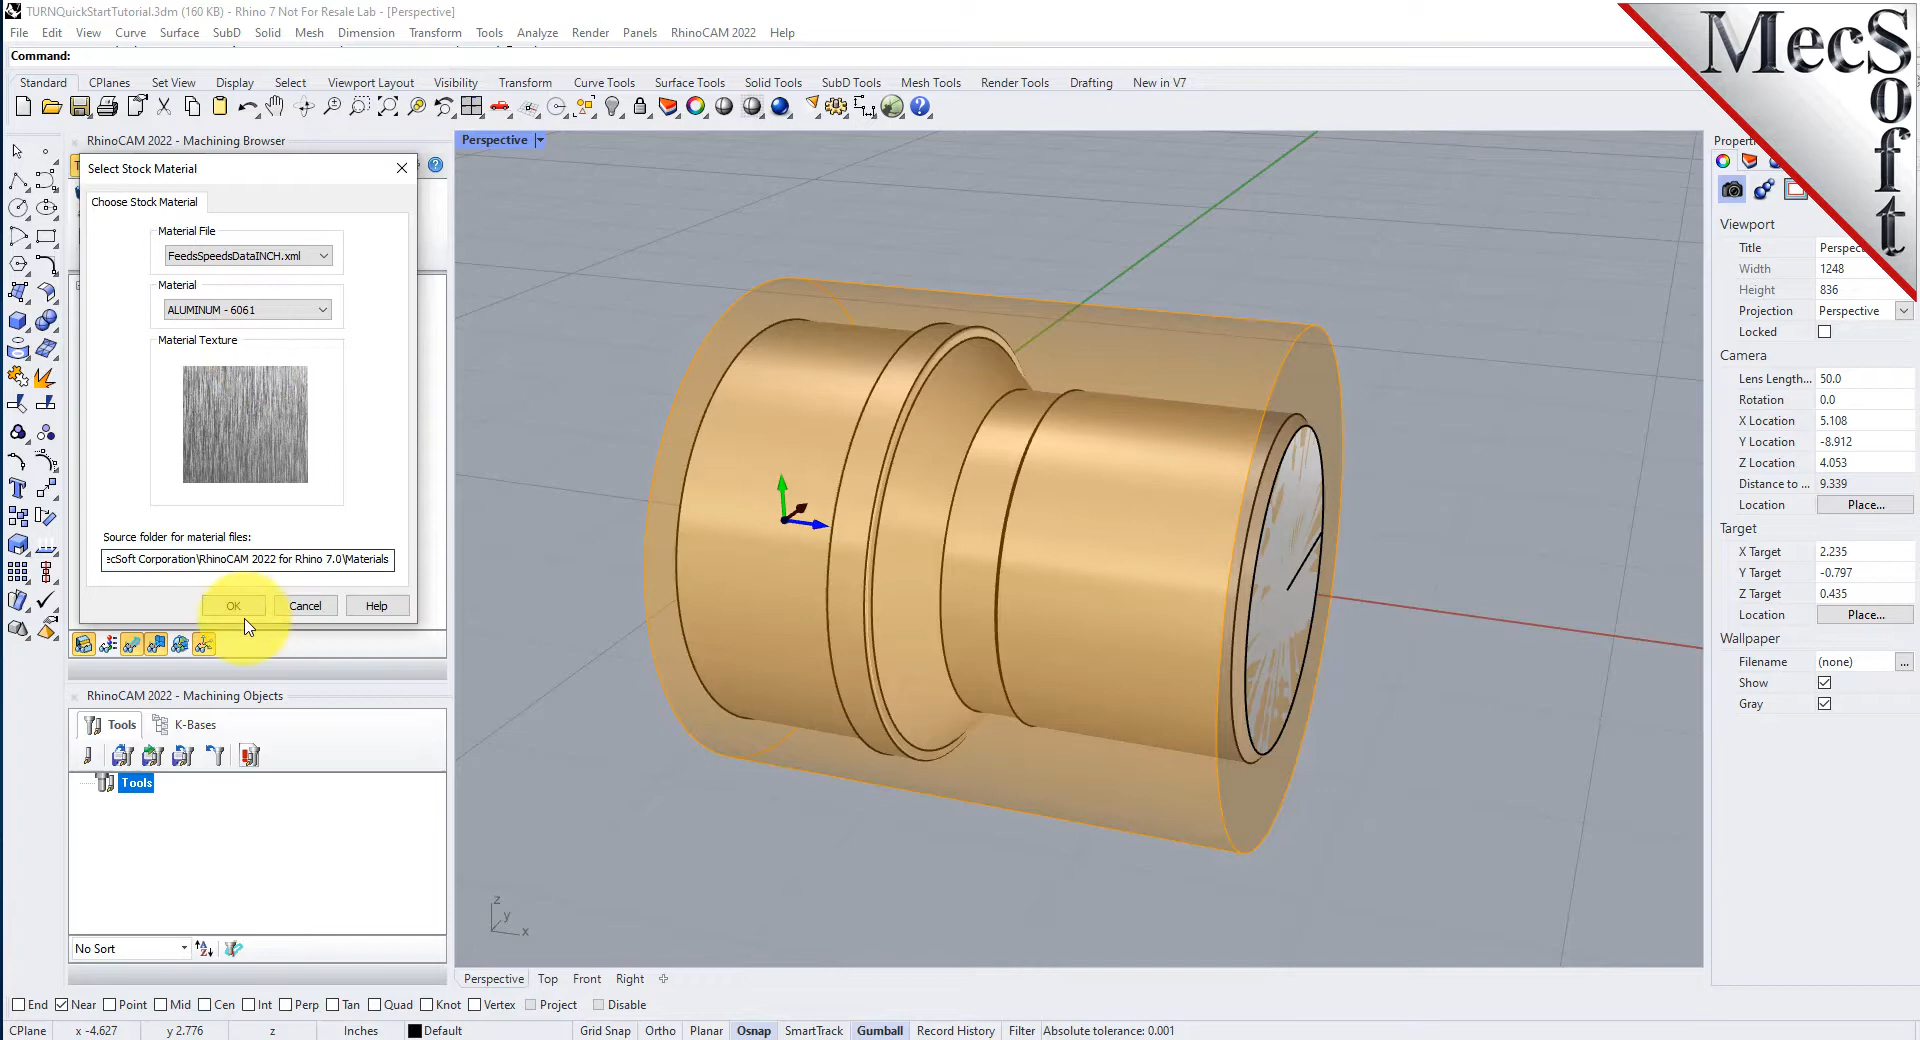 TURNQuickStartTutorial.3dm (160 KB) - Rhino 7 Not For Resale Lab - [Perspective]
File Edit View Curve Surface SubD Solid Mesh Dimension Transform Tools Analyze Render Panels RhinoCAM 2022 Help
Command:
Standard CPlanes Set View Display Select Viewport Layout Visibility Transform Curve Tools Surface Tools Solid Tools SubD Tools Mesh Tools Render Tools Drafting New in V7
MecSoft
RhinoCAM 2022 - Machining Browser
Select Stock Material
Choose Stock Material
Material File
FeedsSpeedsDataINCH.xml
Material
ALUMINUM - 6061
Material Texture
Source folder for material files:
ecSoft Corporation\RhinoCAM 2022 for Rhino 7.0\Materials
OK Cancel Help
RhinoCAM 2022 - Machining Objects
Tools K-Bases
Tools
No Sort
Perspective
z
y
x
Perspective Top Front Right
Viewport
Title
Width 1248
Height 836
Projection Perspective
Locked
Camera
Lens Length... 50.0
Rotation 0.0
X Location 5.108
Y Location -8.912
Z Location 4.053
Distance to ... 9.339
Location Place...
Target
X Target 2.235
Y Target -0.797
Z Target 0.435
Location Place...
Wallpaper
Filename (none) ...
Show
Gray
End Near Point Mid Cen Int Perp Tan Quad Knot Vertex Project Disable
CPlane x -4.627 y 2.776 z Inches Default Grid Snap Ortho Planar Osnap SmartTrack Gumball Record History Filter Absolute tolerance: 0.001